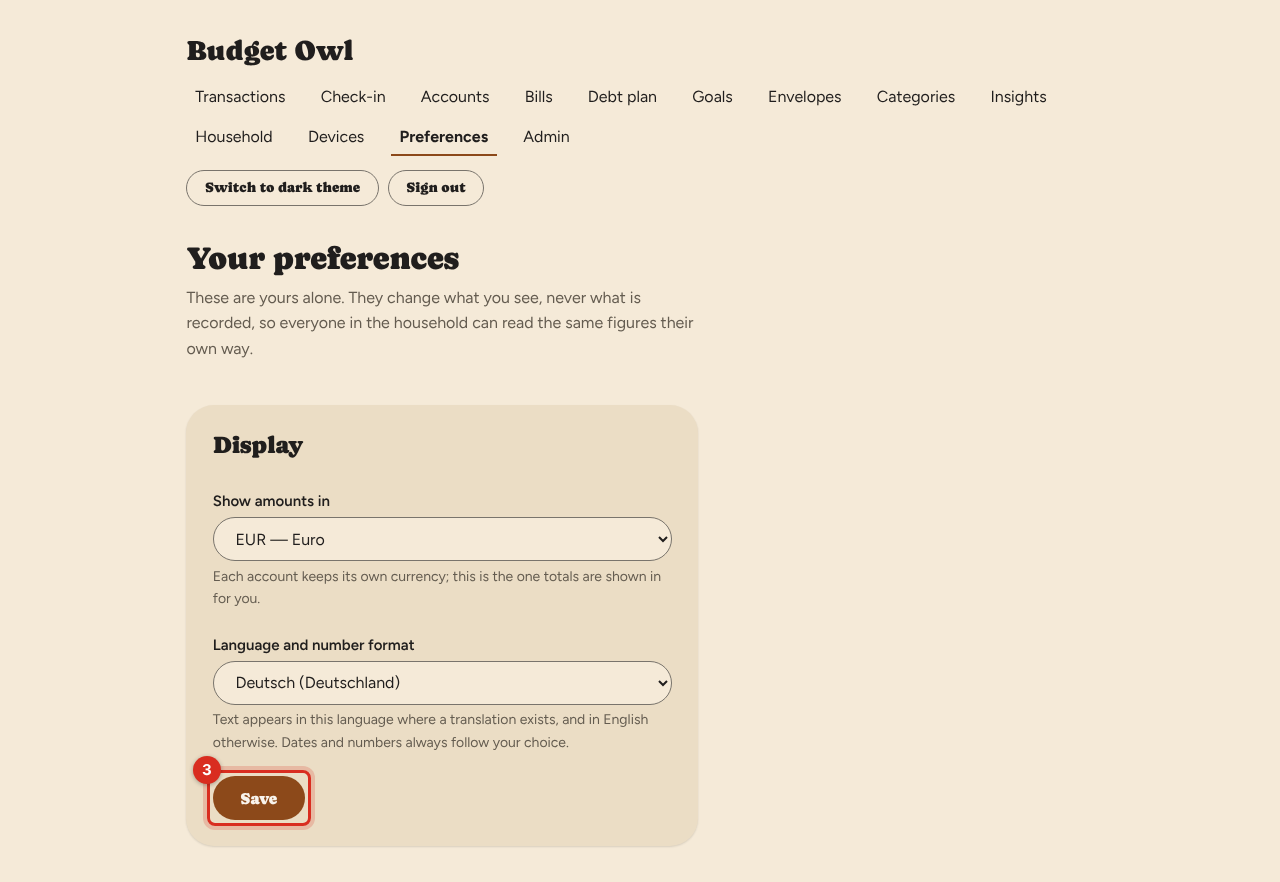 Budget Owl
Transactions Check-in Accounts Bills Debt plan Goals Envelopes Categories Insights
Household Devices Preferences Admin
Switch to dark theme Sign out
Your preferences
These are yours alone. They change what you see, never what is
recorded, so everyone in the household can read the same figures their
own way.
Display
Show amounts in
EUR — Euro
Each account keeps its own currency; this is the one totals are shown in
for you.
Language and number format
Deutsch (Deutschland)
Text appears in this language where a translation exists, and in English
otherwise. Dates and numbers always follow your choice.
3
Save